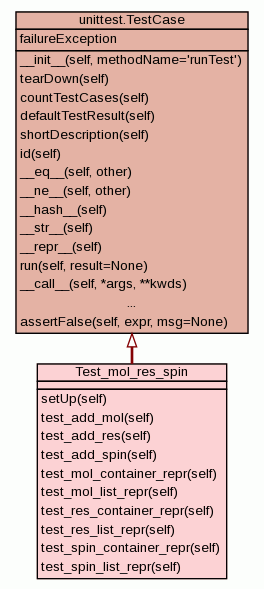 unittest.TestCase
failureException
__init__(self, methodName='runTest')
tearDown(self)
countTestCases(self)
defaultTestResult(self)
shortDescription(self)
id(self)
__eq__(self, other)
__ne__(self, other)
__hash__(self)
__str__(self)
__repr__(self)
run(self, result=None)
__call__(self, *args, **kwds)
...
assertFalse(self, expr, msg=None)
Test_mol_res_spin
setUp(self)
test_add_mol(self)
test_add_res(self)
test_add_spin(self)
test_mol_container_repr(self)
test_mol_list_repr(self)
test_res_container_repr(self)
test_res_list_repr(self)
test_spin_container_repr(self)
test_spin_list_repr(self)